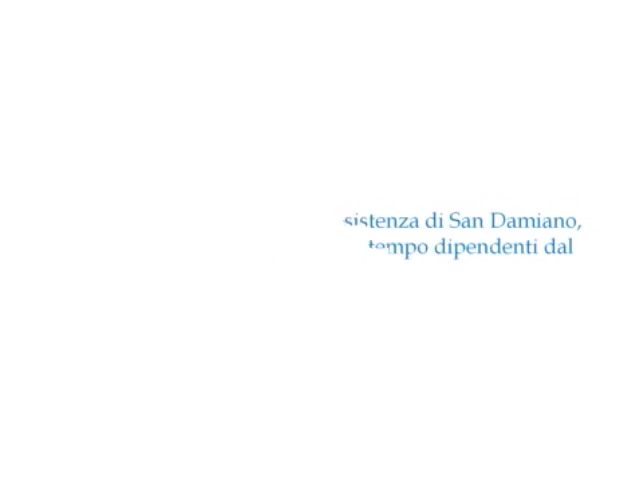 sistenza di San Damiano,
tempo dipendenti dal